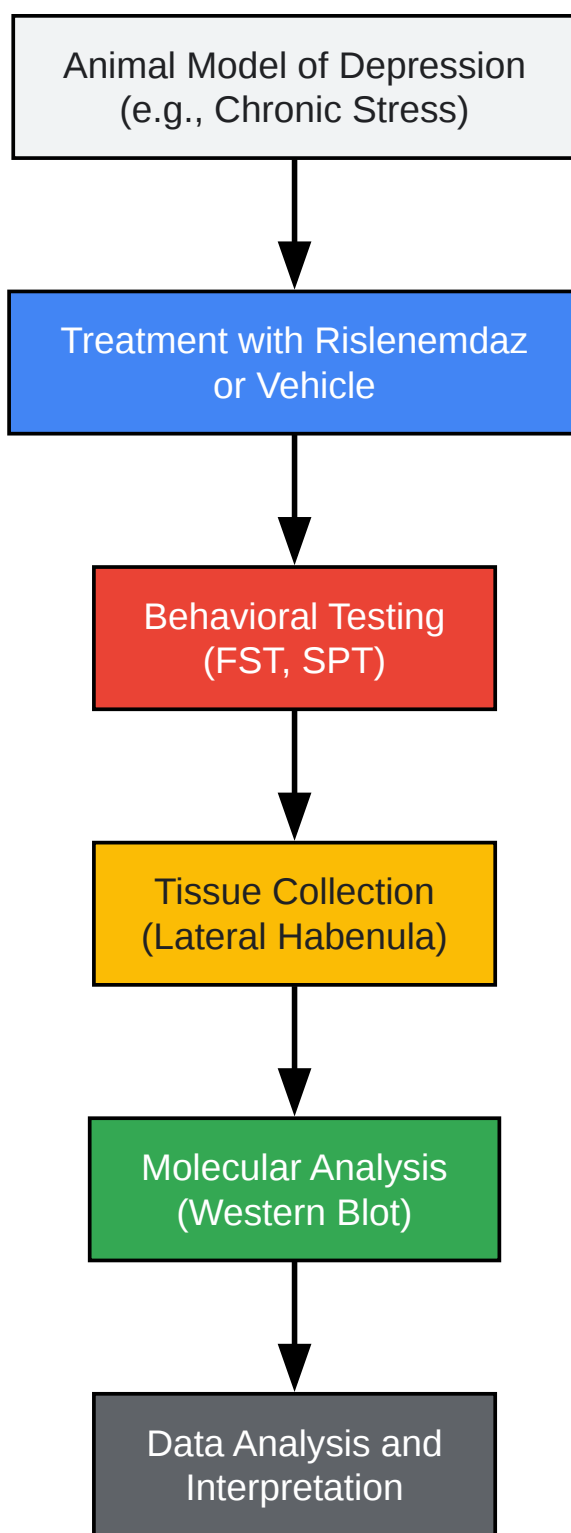 Animal Model of Depression
(e.g., Chronic Stress)
Treatment with Rislenemdaz
or Vehicle
Behavioral Testing
(FST, SPT)
Tissue Collection
(Lateral Habenula)
Molecular Analysis
(Western Blot)
Data Analysis and
Interpretation